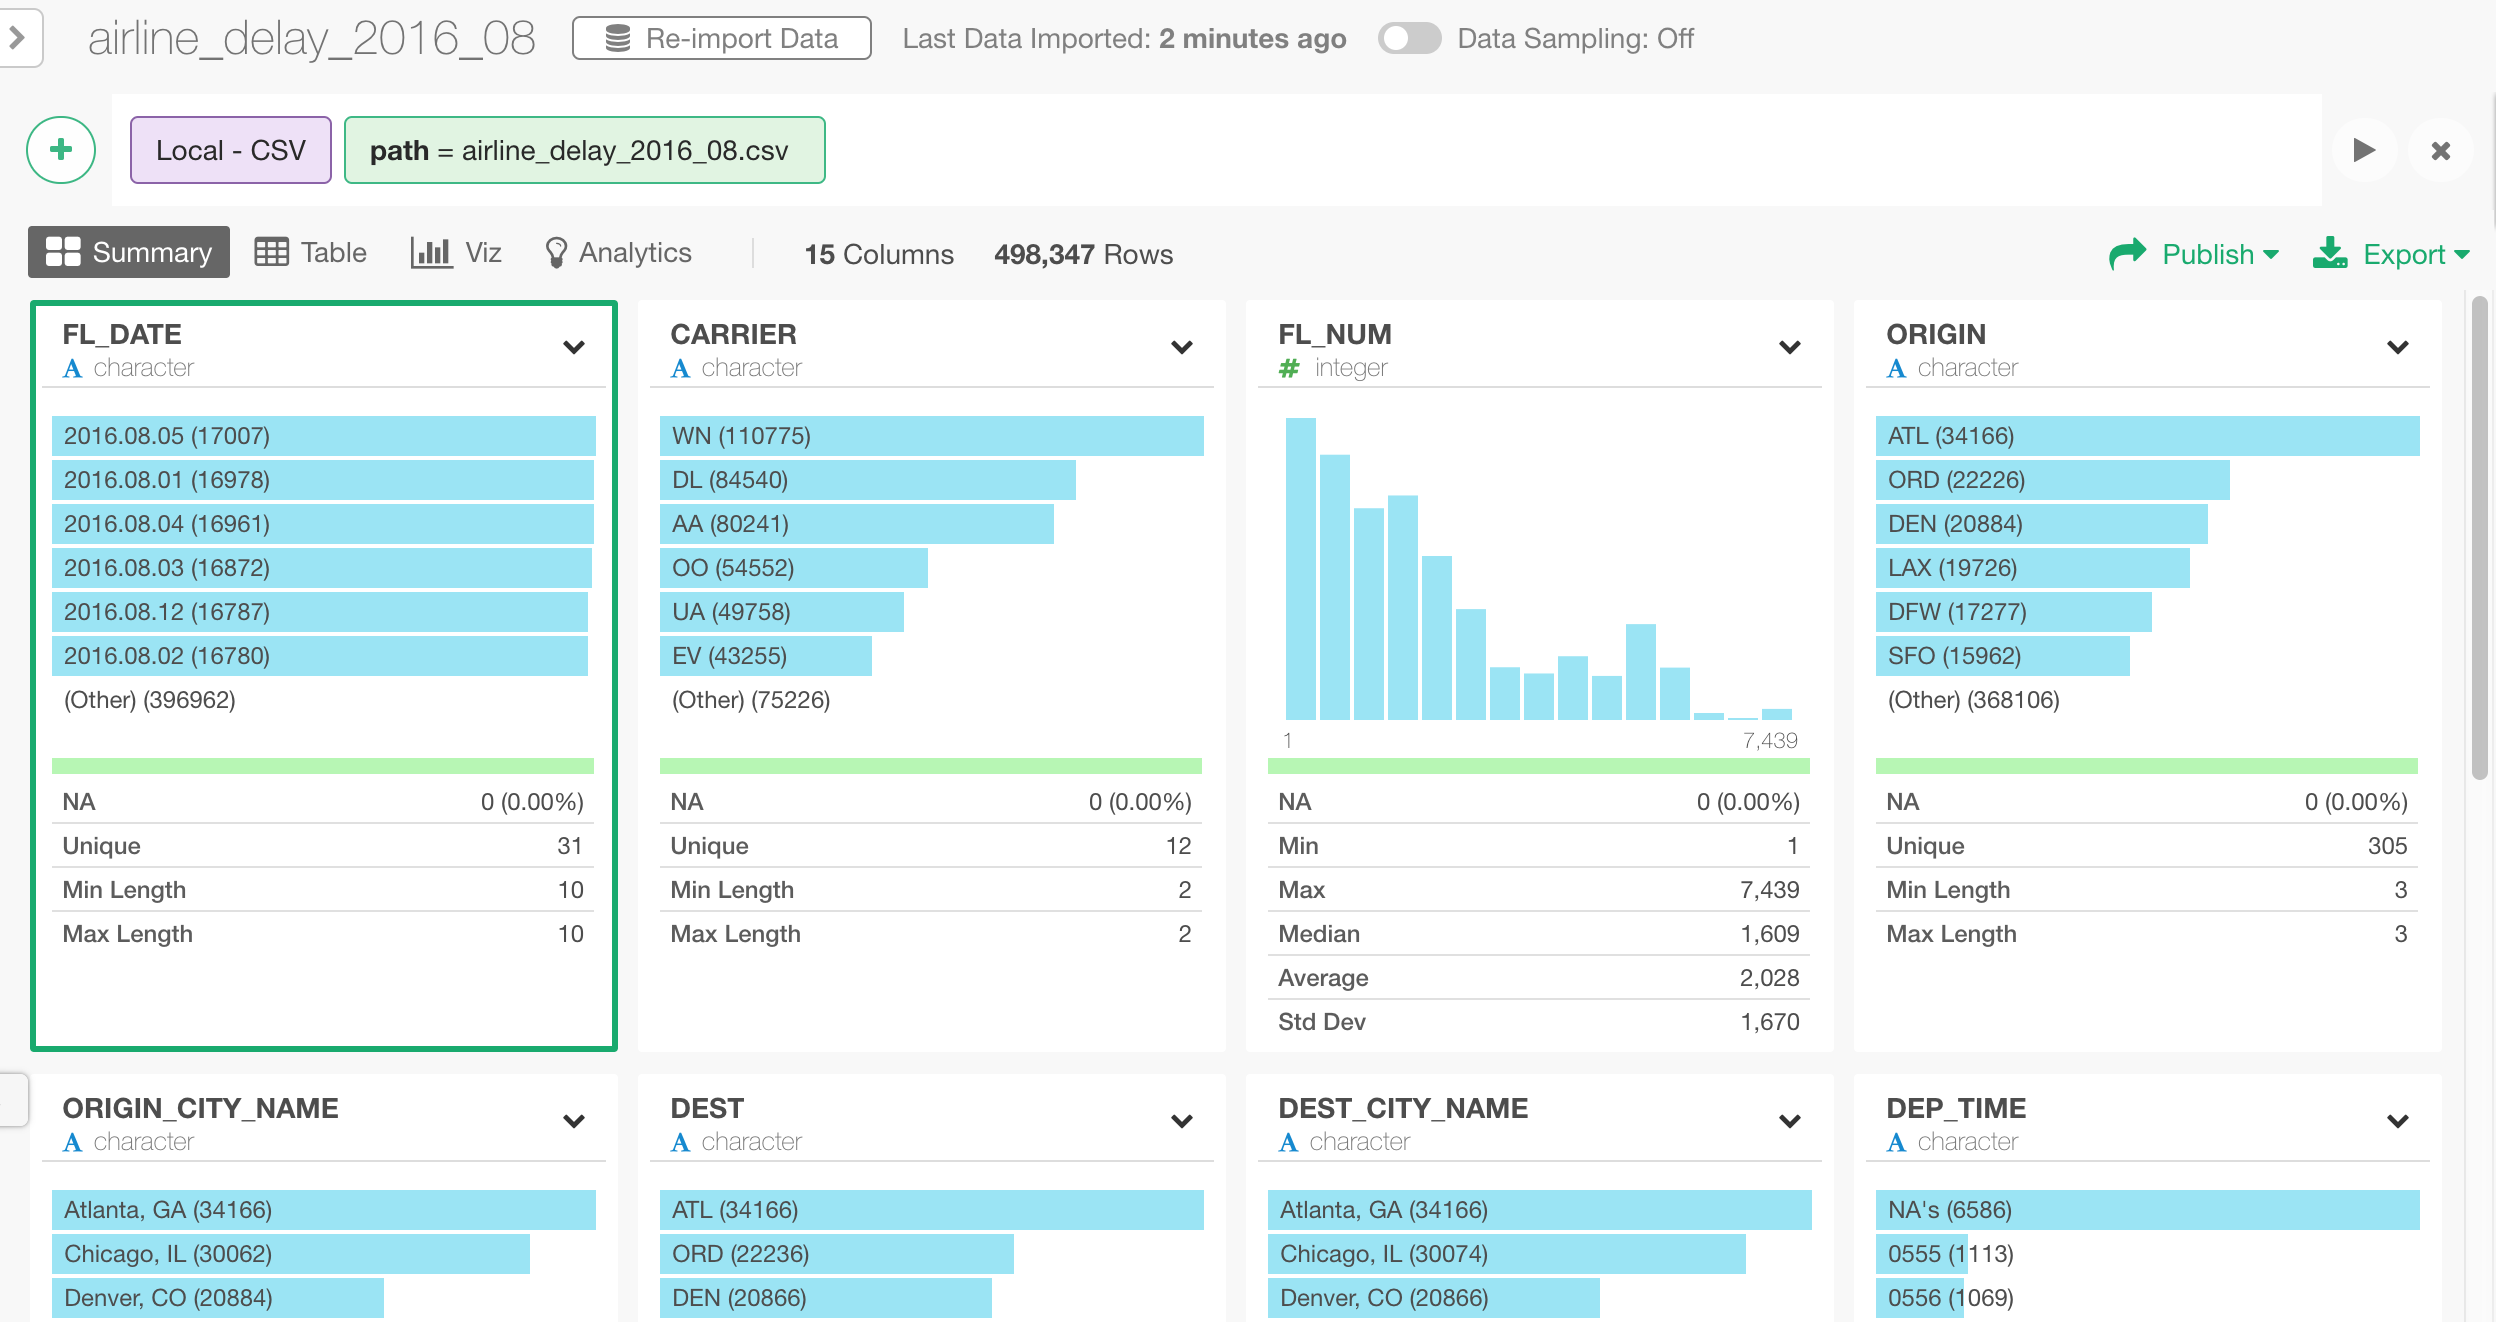 airline_delay_2016_08 Re-import Data Last Data Imported: 2 minutes ago Data Sampling: Off
+ Local - CSV path = airline_delay_2016_08.csv
Summary Table Viz Analytics 15 Columns 498,347 Rows Publish Export
FL_DATE
A character
2016.08.05 (17007)
2016.08.01 (16978)
2016.08.04 (16961)
2016.08.03 (16872)
2016.08.12 (16787)
2016.08.02 (16780)
(Other) (396962)
NA 0 (0.00%)
Unique 31
Min Length 10
Max Length 10
CARRIER
A character
WN (110775)
DL (84540)
AA (80241)
OO (54552)
UA (49758)
EV (43255)
(Other) (75226)
NA 0 (0.00%)
Unique 12
Min Length 2
Max Length 2
FL_NUM
# integer
1 7,439
NA 0 (0.00%)
Min 1
Max 7,439
Median 1,609
Average 2,028
Std Dev 1,670
ORIGIN
A character
ATL (34166)
ORD (22226)
DEN (20884)
LAX (19726)
DFW (17277)
SFO (15962)
(Other) (368106)
NA 0 (0.00%)
Unique 305
Min Length 3
Max Length 3
ORIGIN_CITY_NAME
A character
Atlanta, GA (34166)
Chicago, IL (30062)
Denver, CO (20884)
DEST
A character
ATL (34166)
ORD (22236)
DEN (20866)
DEST_CITY_NAME
A character
Atlanta, GA (34166)
Chicago, IL (30074)
Denver, CO (20866)
DEP_TIME
A character
NA's (6586)
0555 (1113)
0556 (1069)